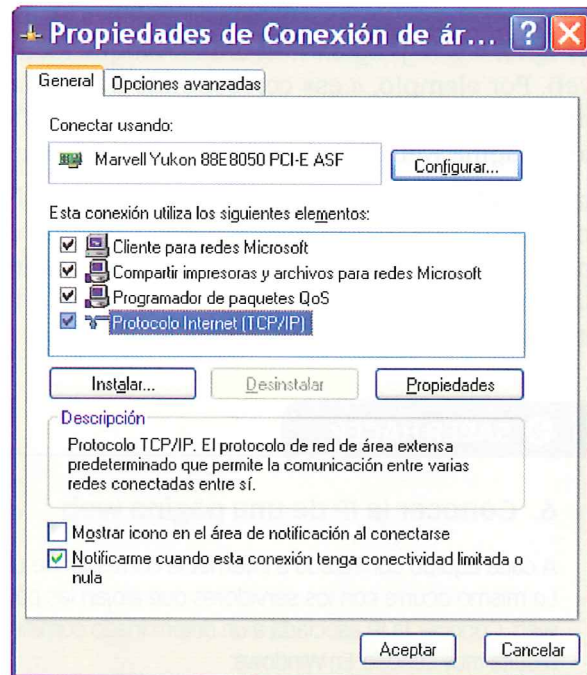 Propiedades de Conexión de ár...
General
Opciones avanzadas
Conectar usando:
Marvell Yukon 88E8050 PCI-E ASF
Configurar...
Esta conexión utiliza los siguientes elementos:
Cliente para redes Microsoft
Compartir impresoras y archivos para redes Microsoft
Programador de paquetes QoS
Protocolo Internet (TCP/IP)
Instalar...
Desinstalar
Propiedades
Descripción
Protocolo TCP/IP. El protocolo de red de área extensa
predeterminado que permite la comunicación entre varias
redes conectadas entre sí.
Mostrar icono en el área de notificación al conectarse
Notificarme cuando esta conexión tenga conectividad limitada o
nula
Aceptar
Cancelar